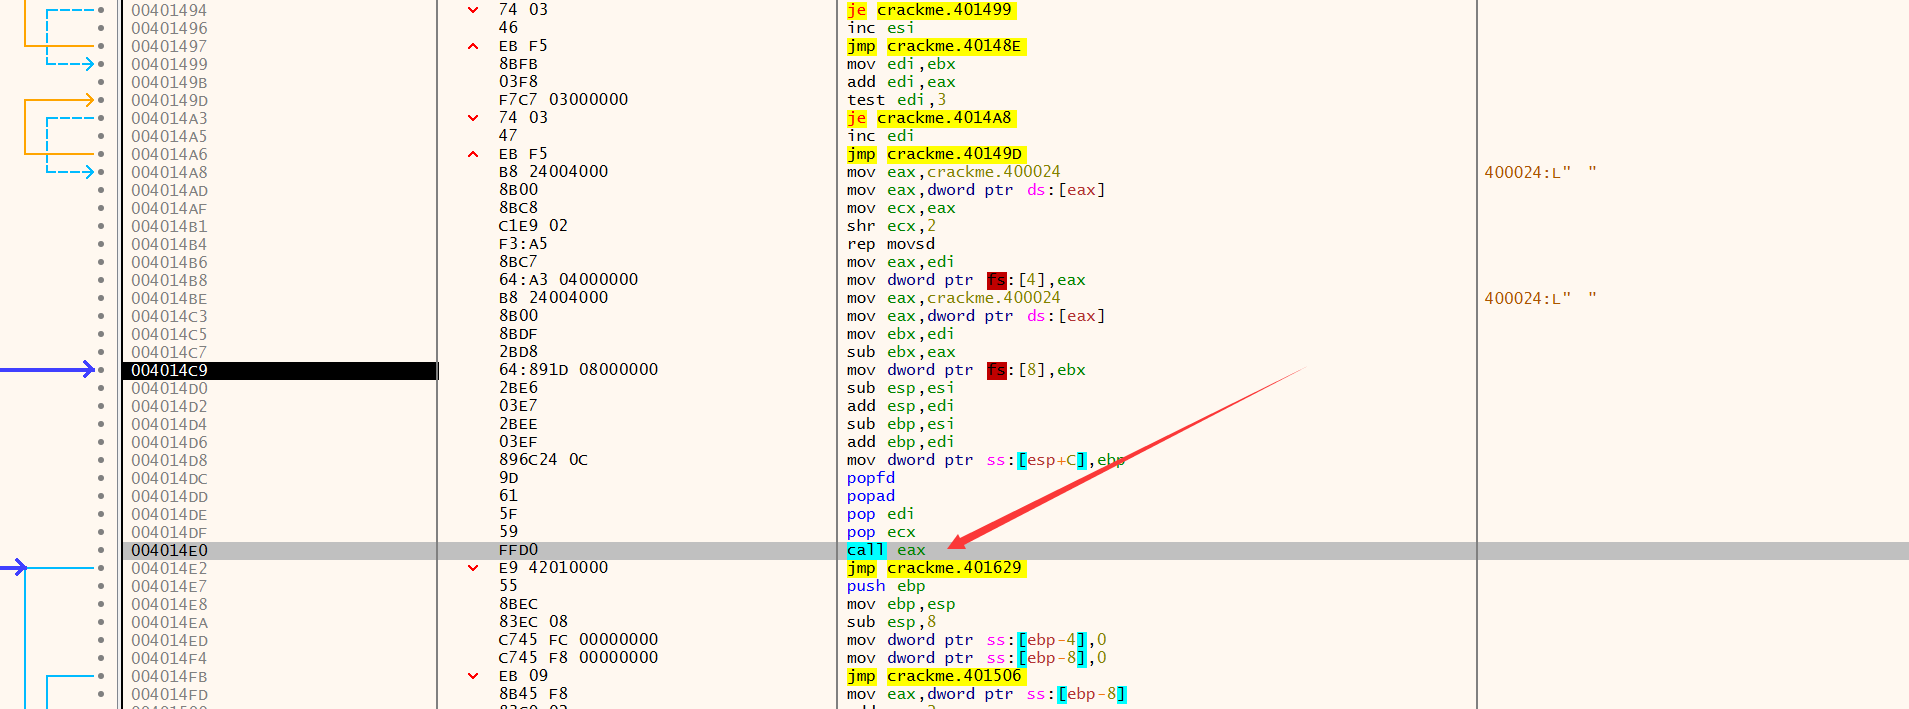 00401494 74 03 je crackme.401499
00401496 46 inc esi
00401497 EB F5 jmp crackme.40148E
00401499 8BFB mov edi,ebx
0040149B 03F8 add edi,eax
0040149D F7C7 03000000 test edi,3
004014A3 74 03 je crackme.4014A8
004014A5 47 inc edi
004014A6 EB F5 jmp crackme.40149D
004014A8 B8 24004000 mov eax,crackme.400024 400024:L" "
004014AD 8B00 mov eax,dword ptr ds:[eax]
004014AF 8BC8 mov ecx,eax
004014B1 C1E9 02 shr ecx,2
004014B4 F3:A5 rep movsd
004014B6 8BC7 mov eax,edi
004014B8 64:A3 04000000 mov dword ptr fs:[4],eax
004014BE B8 24004000 mov eax,crackme.400024 400024:L" "
004014C3 8B00 mov eax,dword ptr ds:[eax]
004014C5 8BDF mov ebx,edi
004014C7 2BD8 sub ebx,eax
004014C9 64:891D 08000000 mov dword ptr fs:[8],ebx
004014D0 2BE6 sub esp,esi
004014D2 03E7 add esp,edi
004014D4 2BEE sub ebp,esi
004014D6 03EF add ebp,edi
004014D8 896C24 0C mov dword ptr ss:[esp+C],ebp
004014DC 9D popfd
004014DD 61 popad
004014DE 5F pop edi
004014DF 59 pop ecx
004014E0 FFD0 call eax
004014E2 E9 42010000 jmp crackme.401629
004014E7 55 push ebp
004014E8 8BEC mov ebp,esp
004014EA 83EC 08 sub esp,8
004014ED C745 FC 00000000 mov dword ptr ss:[ebp-4],0
004014F4 C745 F8 00000000 mov dword ptr ss:[ebp-8],0
004014FB EB 09 jmp crackme.401506
004014FD 8B45 F8 mov eax,dword ptr ss:[ebp-8]